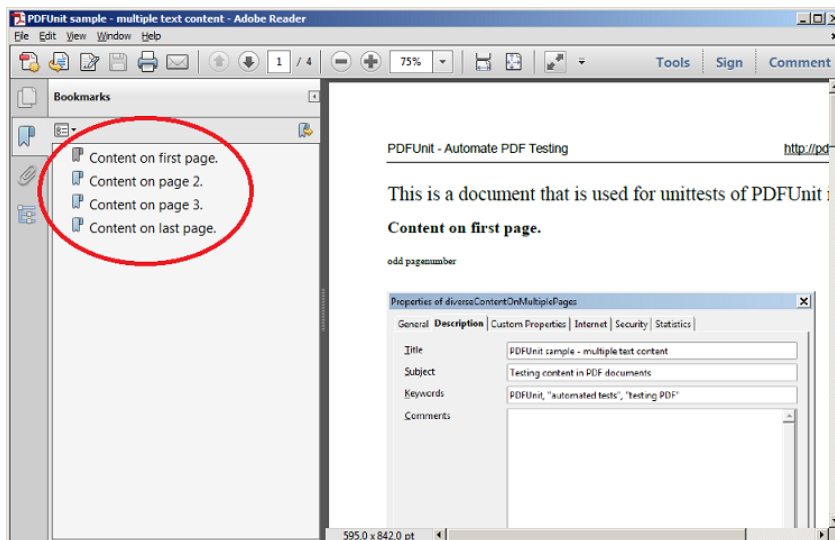 PDFUnit sample - multiple text content - Adobe Reader
File Edit View Window Help
1 / 4 75% Tools Sign Comment
Bookmarks
Content on first page.
Content on page 2.
Content on page 3.
Content on last page.
PDFUnit - Automate PDF Testing http://pd
This is a document that is used for unittests of PDFUnit i
Content on first page.
odd pagenumber
Properties of diverseContentOnMultiplePages
General Description Custom Properties Internet Security Statistics
Title PDFUnit sample - multiple text content
Subject Testing content in PDF documents
Keywords PDFUnit, "automated tests", "testing PDF"
Comments
595.0 x 842.0 pt